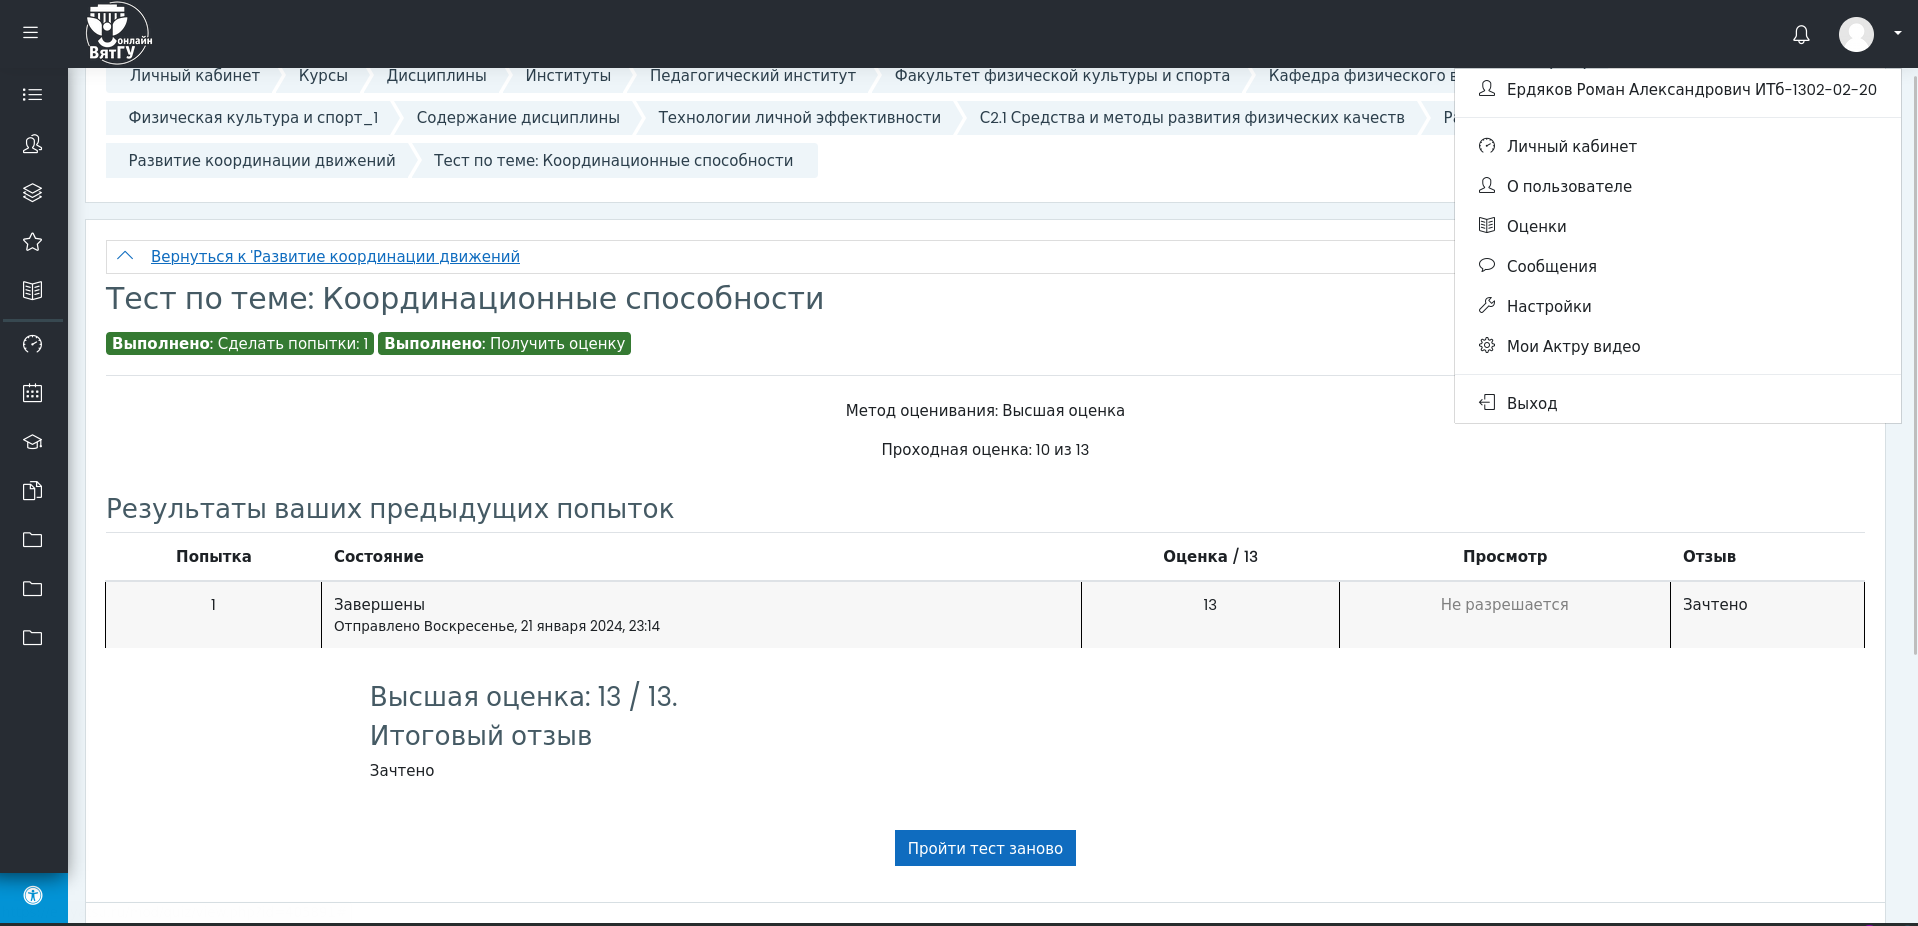 онлайн
ВятГУ
Личный кабинет Курсы Дисциплины Институты Педагогический институт Факультет физической культуры и спорта Кафедра физического
Физическая культура и спорт_1 Содержание дисциплины Технологии личной эффективности С2.1 Средства и методы развития физических качеств
Развитие координации движений Тест по теме: Координационные способности
Ердяков Роман Александрович ИТб-1302-02-20
Личный кабинет
О пользователе
Оценки
Сообщения
Настройки
Мои Актру видео
Выход
Вернуться к 'Развитие координации движений
Тест по теме: Координационные способности
Выполнено: Сделать попытки: 1 Выполнено: Получить оценку
Метод оценивания: Высшая оценка
Проходная оценка: 10 из 13
Результаты ваших предыдущих попыток
Попытка Состояние Оценка / 13 Просмотр Отзыв
1 Завершены 13 Не разрешается Зачтено
Отправлено Воскресенье, 21 января 2024, 23:14
Высшая оценка: 13 / 13.
Итоговый отзыв
Зачтено
Пройти тест заново